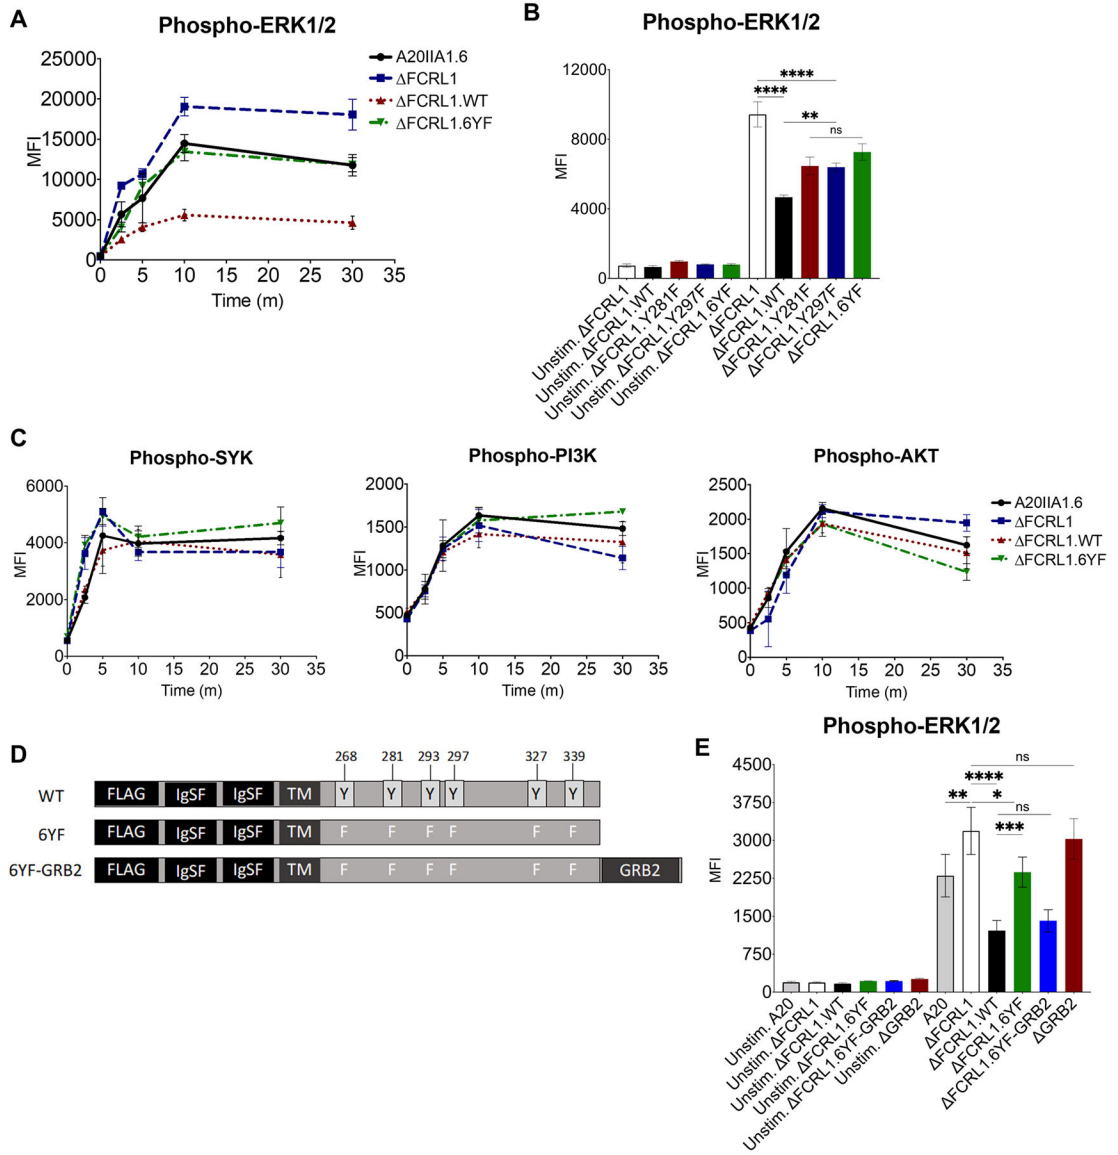 A
Phospho-ERK1/2
25000
20000
15000
10000
5000
0
MFI
0 5 10 15 20 25 30 35
Time (m)
A20IIA1.6
ΔFCRL1
ΔFCRL1.WT
ΔFCRL1.6YF
B
Phospho-ERK1/2
12000
8000
4000
0
MFI
****
****
**
ns
Unstim. ΔFCRL1
Unstim. ΔFCRL1.WT
Unstim. ΔFCRL1.Y281F
Unstim. ΔFCRL1.Y297F
Unstim. ΔFCRL1.6YF
ΔFCRL1
ΔFCRL1.WT
ΔFCRL1.Y281F
ΔFCRL1.Y297F
ΔFCRL1.6YF
C
Phospho-SYK
6000
4000
2000
0
MFI
0 5 10 15 20 25 30 35
Time (m)
Phospho-PI3K
2000
1500
1000
500
0
MFI
0 5 10 15 20 25 30 35
Time (m)
Phospho-AKT
2500
2000
1500
1000
500
0
MFI
0 5 10 15 20 25 30 35
Time (m)
A20IIA1.6
ΔFCRL1
ΔFCRL1.WT
ΔFCRL1.6YF
D
268 281 293 297 327 339
WT FLAG IgSF IgSF TM Y Y Y Y Y Y
6YF FLAG IgSF IgSF TM F F F F F F
6YF-GRB2 FLAG IgSF IgSF TM F F F F F F GRB2
E
Phospho-ERK1/2
4500
3750
3000
2250
1500
750
0
MFI
ns
****
** *
ns
***
Unstim. A20
Unstim. ΔFCRL1
Unstim. ΔFCRL1.WT
Unstim. ΔFCRL1.6YF
Unstim. ΔFCRL1.6YF-GRB2
Unstim. ΔGRB2
A20
ΔFCRL1
ΔFCRL1.WT
ΔFCRL1.6YF
ΔFCRL1.6YF-GRB2
ΔGRB2